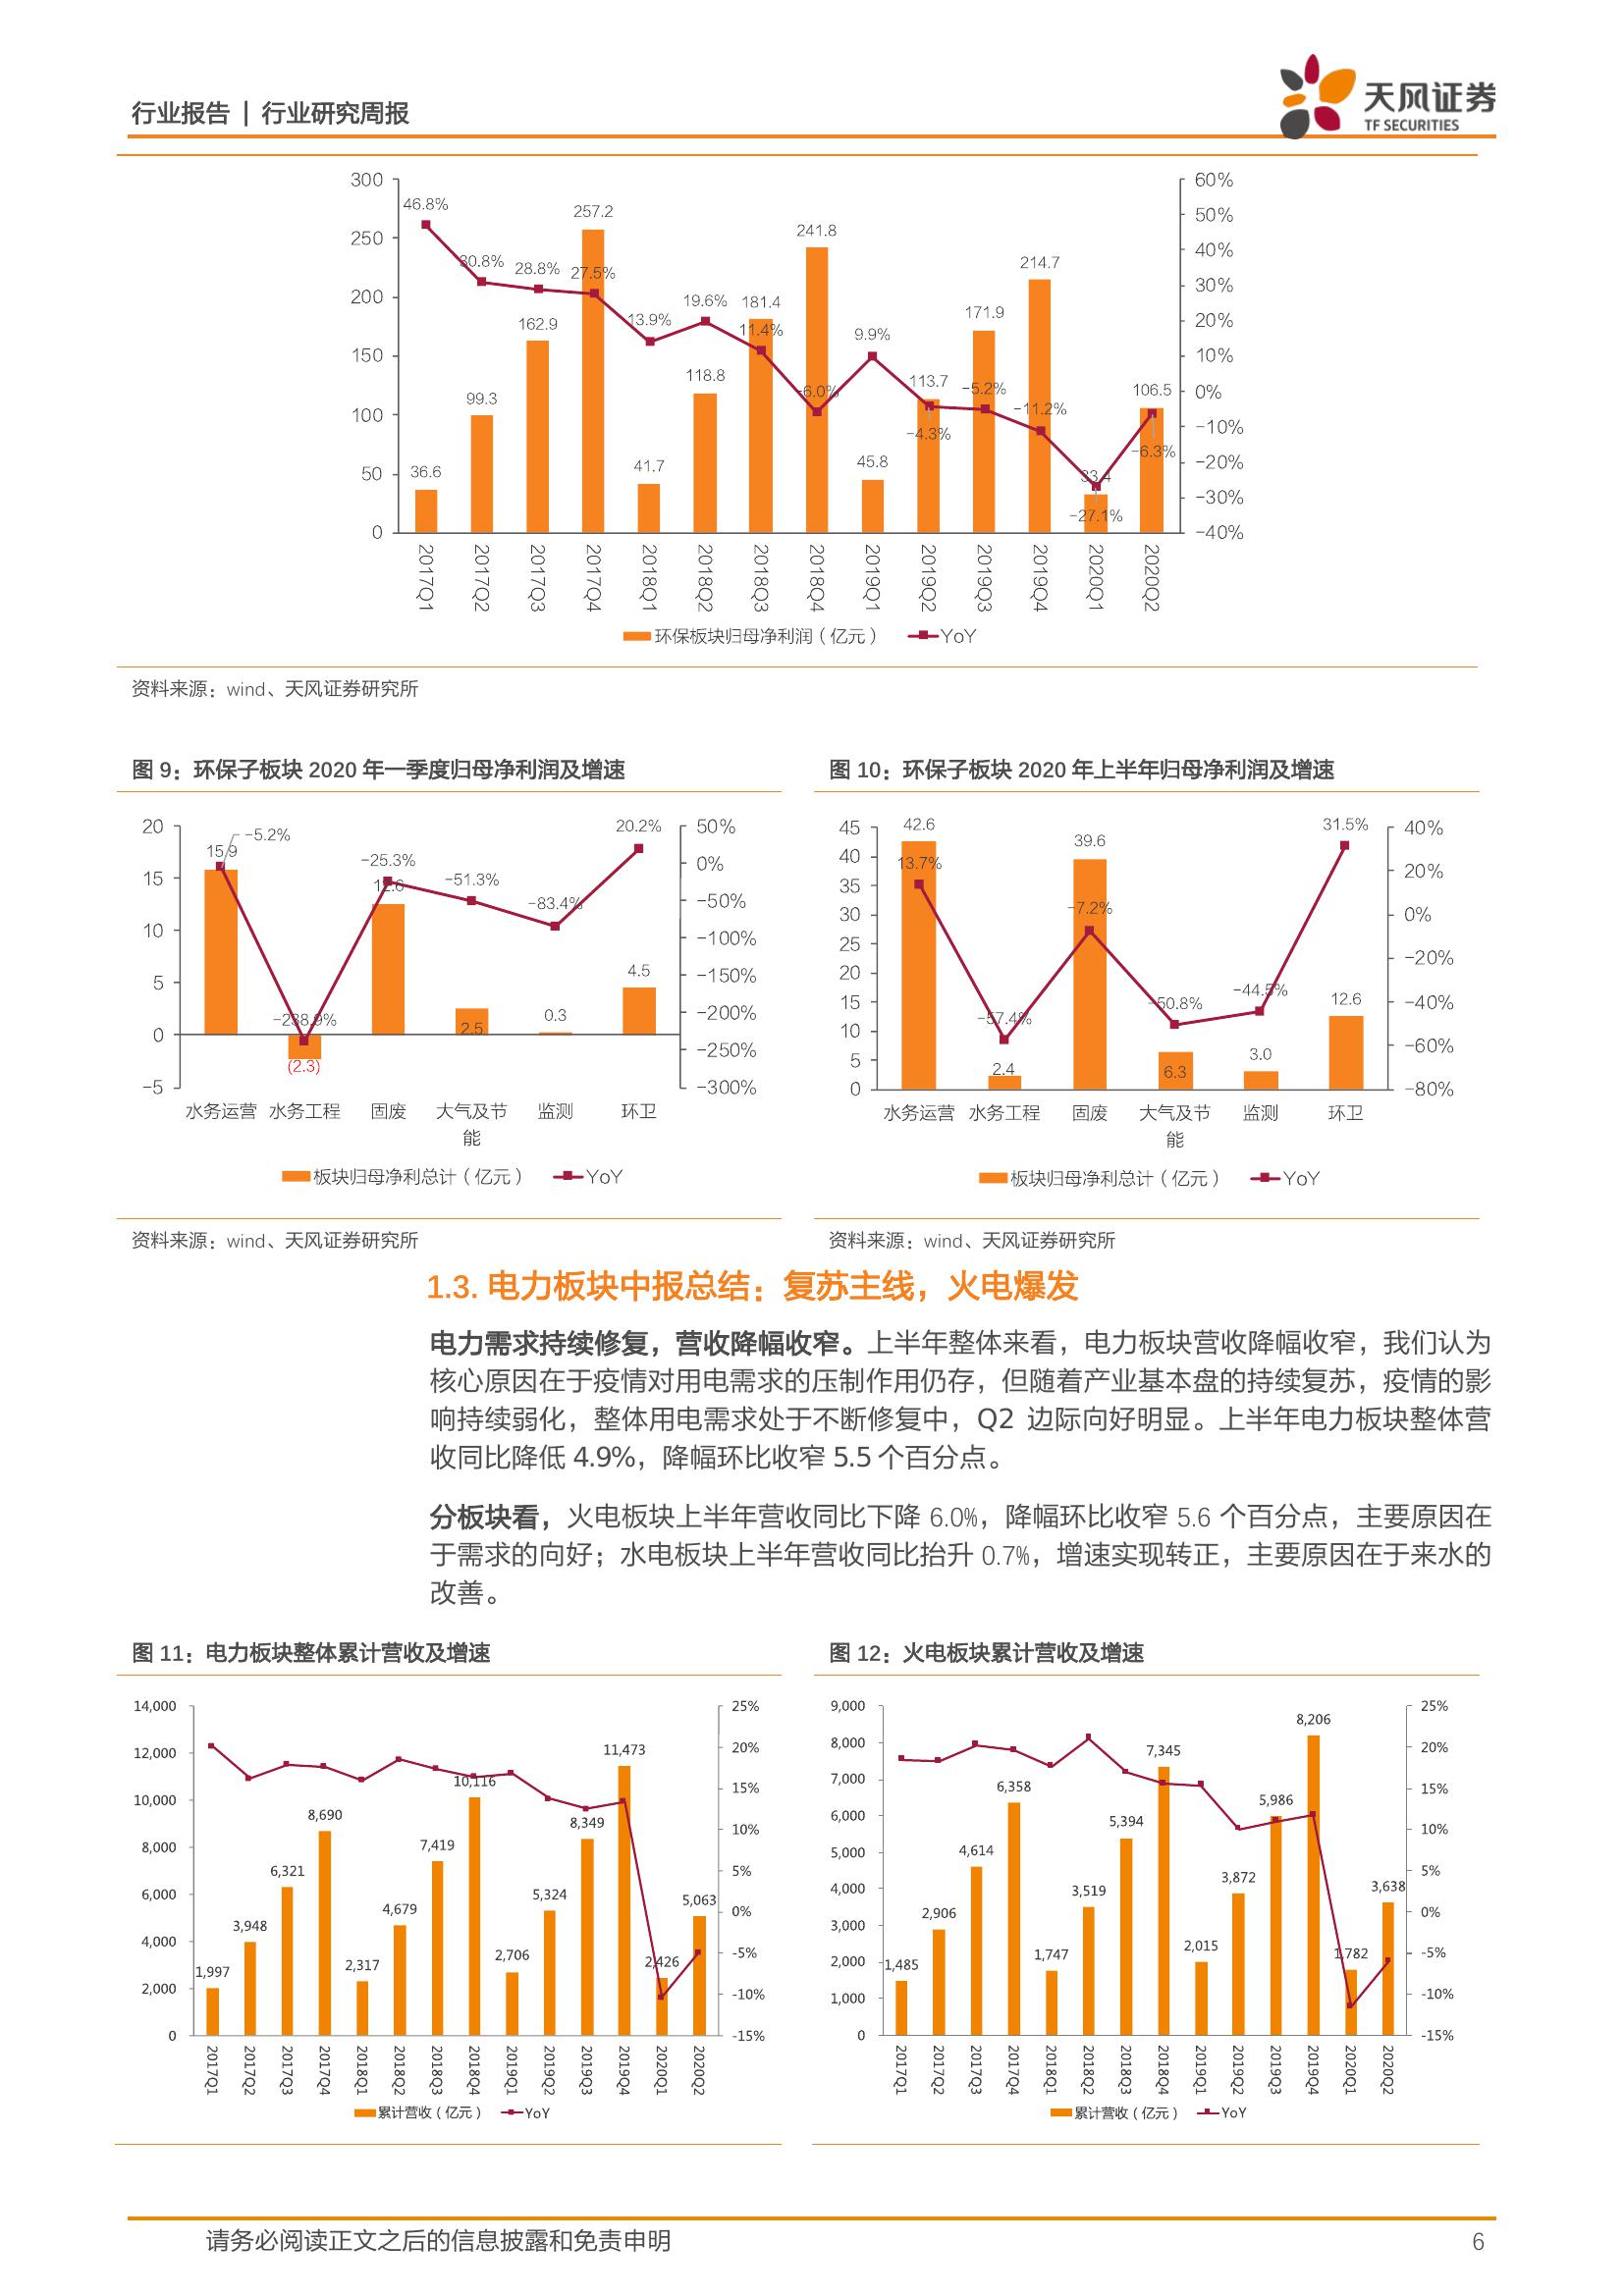 行业报告 | 行业研究周报
天风证券
TF SECURITIES
300
250
200
150
100
50
0
60%
50%
40%
30%
20%
10%
0%
-10%
-20%
-30%
-40%
46.8%
30.8%
28.8%
27.5%
13.9%
19.6%
11.4%
-6.0%
9.9%
-4.3%
-5.2%
-11.2%
-27.1%
-6.3%
36.6
99.3
162.9
257.2
41.7
118.8
181.4
241.8
45.8
113.7
171.9
214.7
33.4
106.5
2017Q1
2017Q2
2017Q3
2017Q4
2018Q1
2018Q2
2018Q3
2018Q4
2019Q1
2019Q2
2019Q3
2019Q4
2020Q1
2020Q2
环保板块归母净利润（亿元） YoY
资料来源：wind、天风证券研究所
图 9：环保子板块 2020 年一季度归母净利润及增速
20
15
10
5
0
-5
50%
0%
-50%
-100%
-150%
-200%
-250%
-300%
15.9
-5.2%
-238.9%
(2.3)
-25.3%
12.6
-51.3%
2.5
-83.4%
0.3
20.2%
4.5
水务运营 水务工程 固废 大气及节能 监测 环卫
板块归母净利总计（亿元） YoY
资料来源：wind、天风证券研究所
图 10：环保子板块 2020 年上半年归母净利润及增速
45
40
35
30
25
20
15
10
5
0
40%
20%
0%
-20%
-40%
-60%
-80%
42.6
13.7%
-57.4%
2.4
39.6
-7.2%
-50.8%
6.3
-44.5%
3.0
31.5%
12.6
水务运营 水务工程 固废 大气及节能 监测 环卫
板块归母净利总计（亿元） YoY
资料来源：wind、天风证券研究所
1.3. 电力板块中报总结：复苏主线，火电爆发
电力需求持续修复，营收降幅收窄。上半年整体来看，电力板块营收降幅收窄，我们认为
核心原因在于疫情对用电需求的压制作用仍存，但随着产业基本盘的持续复苏，疫情的影
响持续弱化，整体用电需求处于不断修复中，Q2 边际向好明显。上半年电力板块整体营
收同比降低 4.9%，降幅环比收窄 5.5 个百分点。
分板块看，火电板块上半年营收同比下降 6.0%，降幅环比收窄 5.6 个百分点，主要原因在
于需求的向好；水电板块上半年营收同比抬升 0.7%，增速实现转正，主要原因在于来水的
改善。
图 11：电力板块整体累计营收及增速
14,000
12,000
10,000
8,000
6,000
4,000
2,000
0
25%
20%
15%
10%
5%
0%
-5%
-10%
-15%
1,997
3,948
6,321
8,690
2,317
4,679
7,419
10,116
2,706
5,324
8,349
11,473
2,426
5,063
2017Q1
2017Q2
2017Q3
2017Q4
2018Q1
2018Q2
2018Q3
2018Q4
2019Q1
2019Q2
2019Q3
2019Q4
2020Q1
2020Q2
累计营收（亿元） YoY
图 12：火电板块累计营收及增速
9,000
8,000
7,000
6,000
5,000
4,000
3,000
2,000
1,000
0
25%
20%
15%
10%
5%
0%
-5%
-10%
-15%
1,485
2,906
4,614
6,358
1,747
3,519
5,394
7,345
2,015
3,872
5,986
8,206
1,782
3,638
2017Q1
2017Q2
2017Q3
2017Q4
2018Q1
2018Q2
2018Q3
2018Q4
2019Q1
2019Q2
2019Q3
2019Q4
2020Q1
2020Q2
累计营收（亿元） YoY
请务必阅读正文之后的信息披露和免责申明
6